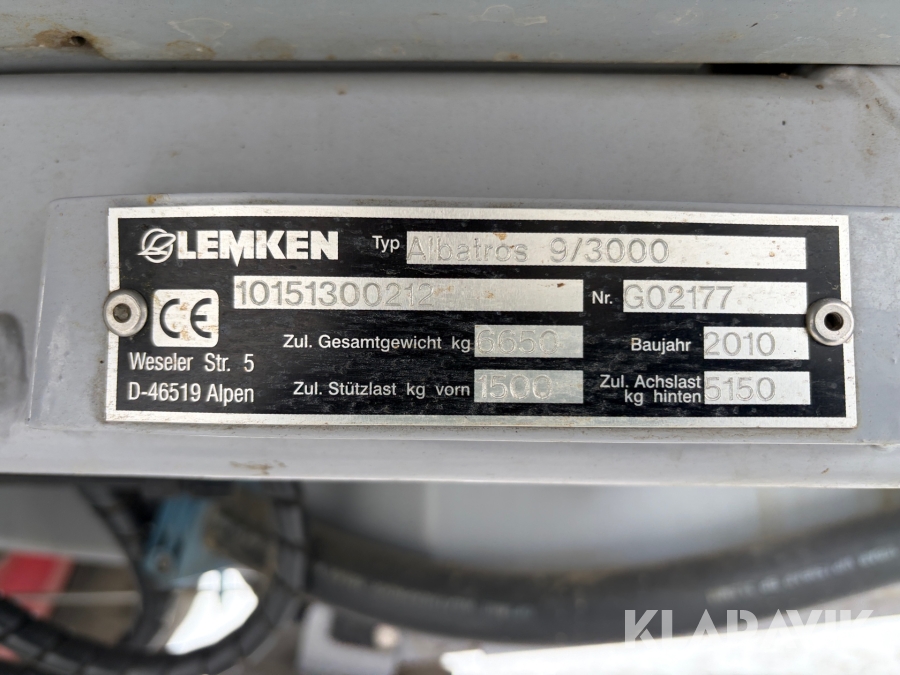 LEMKEN Typ Albatros 9/3000
10151300212 Nr. G02177
CE
Zul. Gesamtgewicht kg 6650 Baujahr 2010
Weseler Str. 5
D-46519 Alpen
Zul. Stützlast kg vorn 1500 Zul. Achslast kg hinten 5150
KLARAVIK